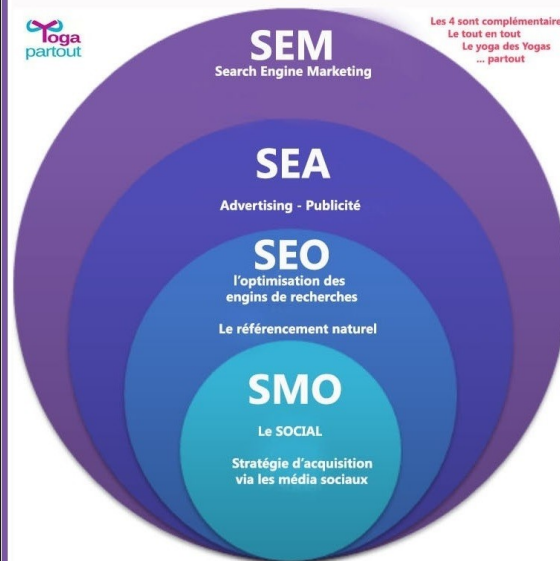 Yoga
partout
Les 4 sont complémentaire
Le tout en tout
Le yoga des Yogas
... partout
SEM
Search Engine Marketing
SEA
Advertising - Publicité
SEO
l'optimisation des
engins de recherches
Le référencement naturel
SMO
Le SOCIAL
Stratégie d'acquisition
via les média sociaux